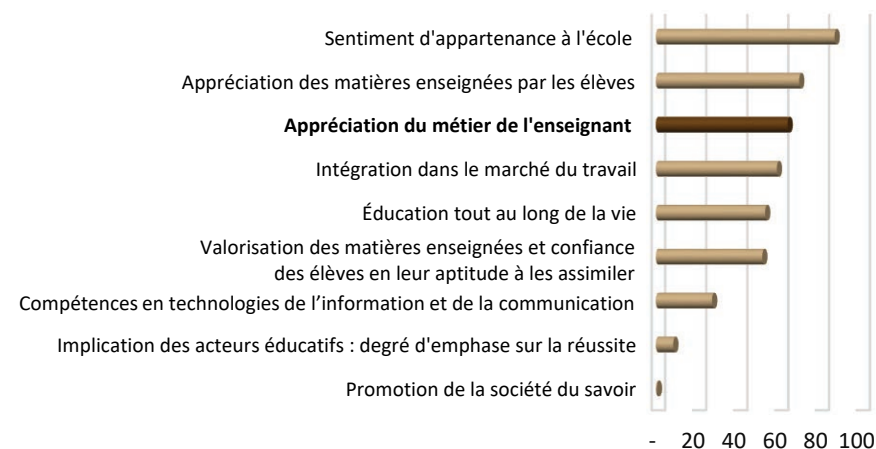 Sentiment d'appartenance à l'école
Appréciation des matières enseignées par les élèves
Appréciation du métier de l'enseignant
Intégration dans le marché du travail
Éducation tout au long de la vie
Valorisation des matières enseignées et confiance
des élèves en leur aptitude à les assimiler
Compétences en technologies de l’information et de la communication
Implication des acteurs éducatifs : degré d'emphase sur la réussite
Promotion de la société du savoir
- 20 40 60 80 100